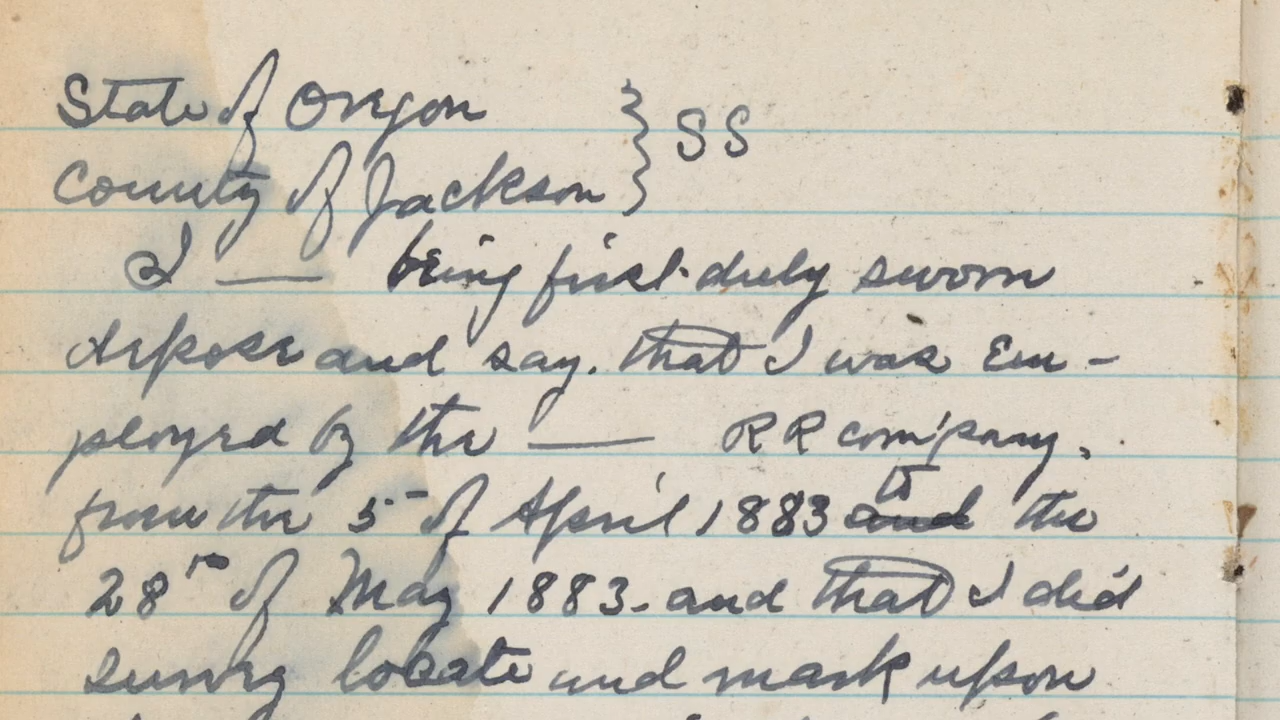 State of Oregon } SS
County of Jackson }
I — being first duly sworn
depose and say. that I was Em-
ployed by the — RR company.
from the 5 of April 1883 and to the
28th of May 1883. and that I did
survey locate and mark upon